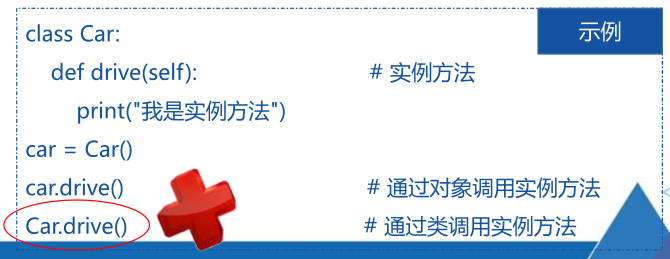 示例
class Car:
def drive(self): # 实例方法
print("我是实例方法")
car = Car()
car.drive() # 通过对象调用实例方法
Car.drive() # 通过类调用实例方法